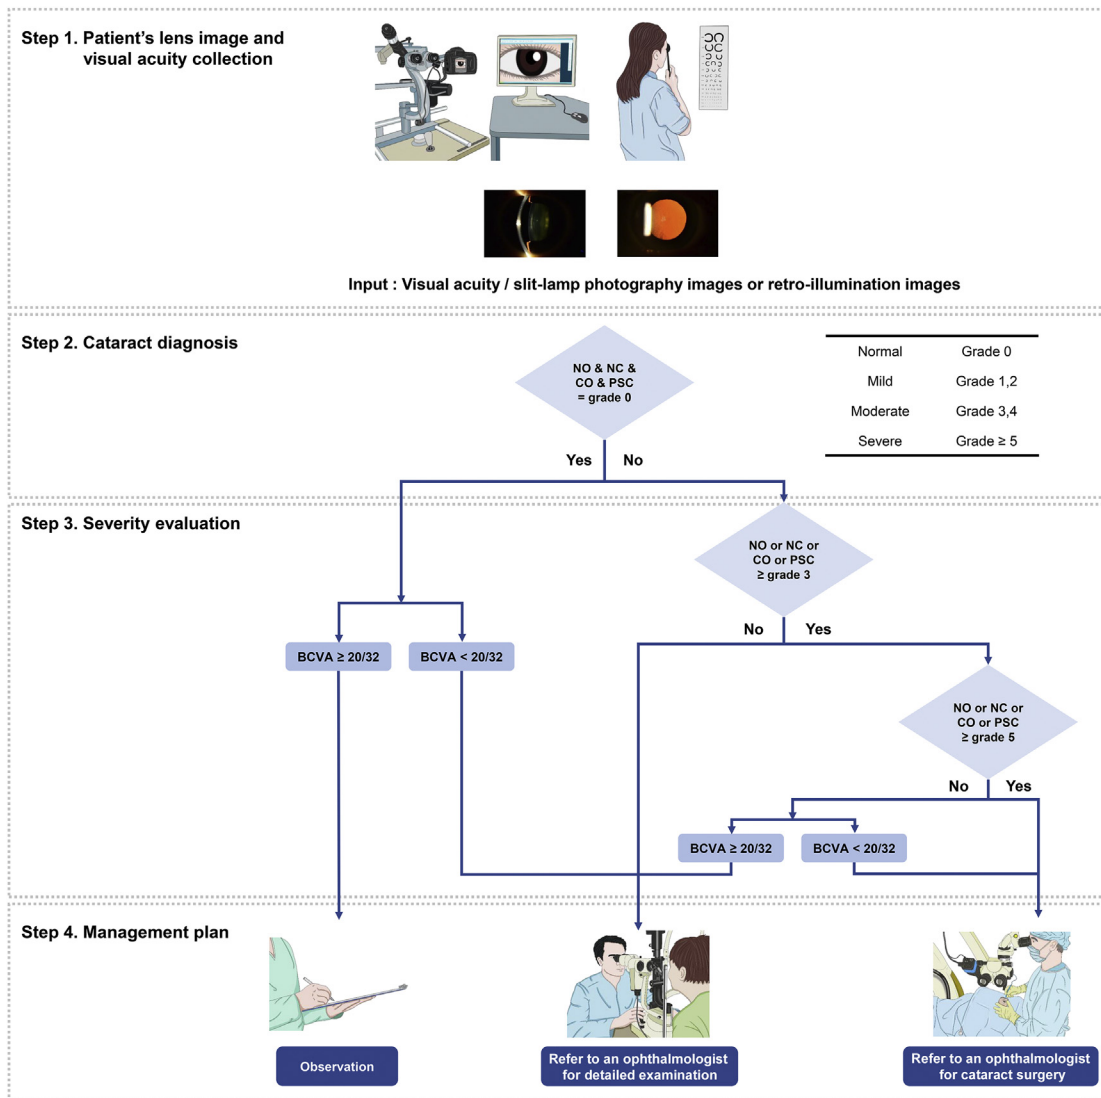 Step 1. Patient's lens image and
visual acuity collection
Input : Visual acuity / slit-lamp photography images or retro-illumination images
Step 2. Cataract diagnosis
NO & NC &
CO & PSC
= grade 0
Normal Grade 0
Mild Grade 1,2
Moderate Grade 3,4
Severe Grade ≥ 5
Yes No
Step 3. Severity evaluation
NO or NC or
CO or PSC
≥ grade 3
No Yes
BCVA ≥ 20/32 BCVA < 20/32
NO or NC or
CO or PSC
≥ grade 5
No Yes
BCVA ≥ 20/32 BCVA < 20/32
Step 4. Management plan
Observation
Refer to an ophthalmologist
for detailed examination
Refer to an ophthalmologist
for cataract surgery